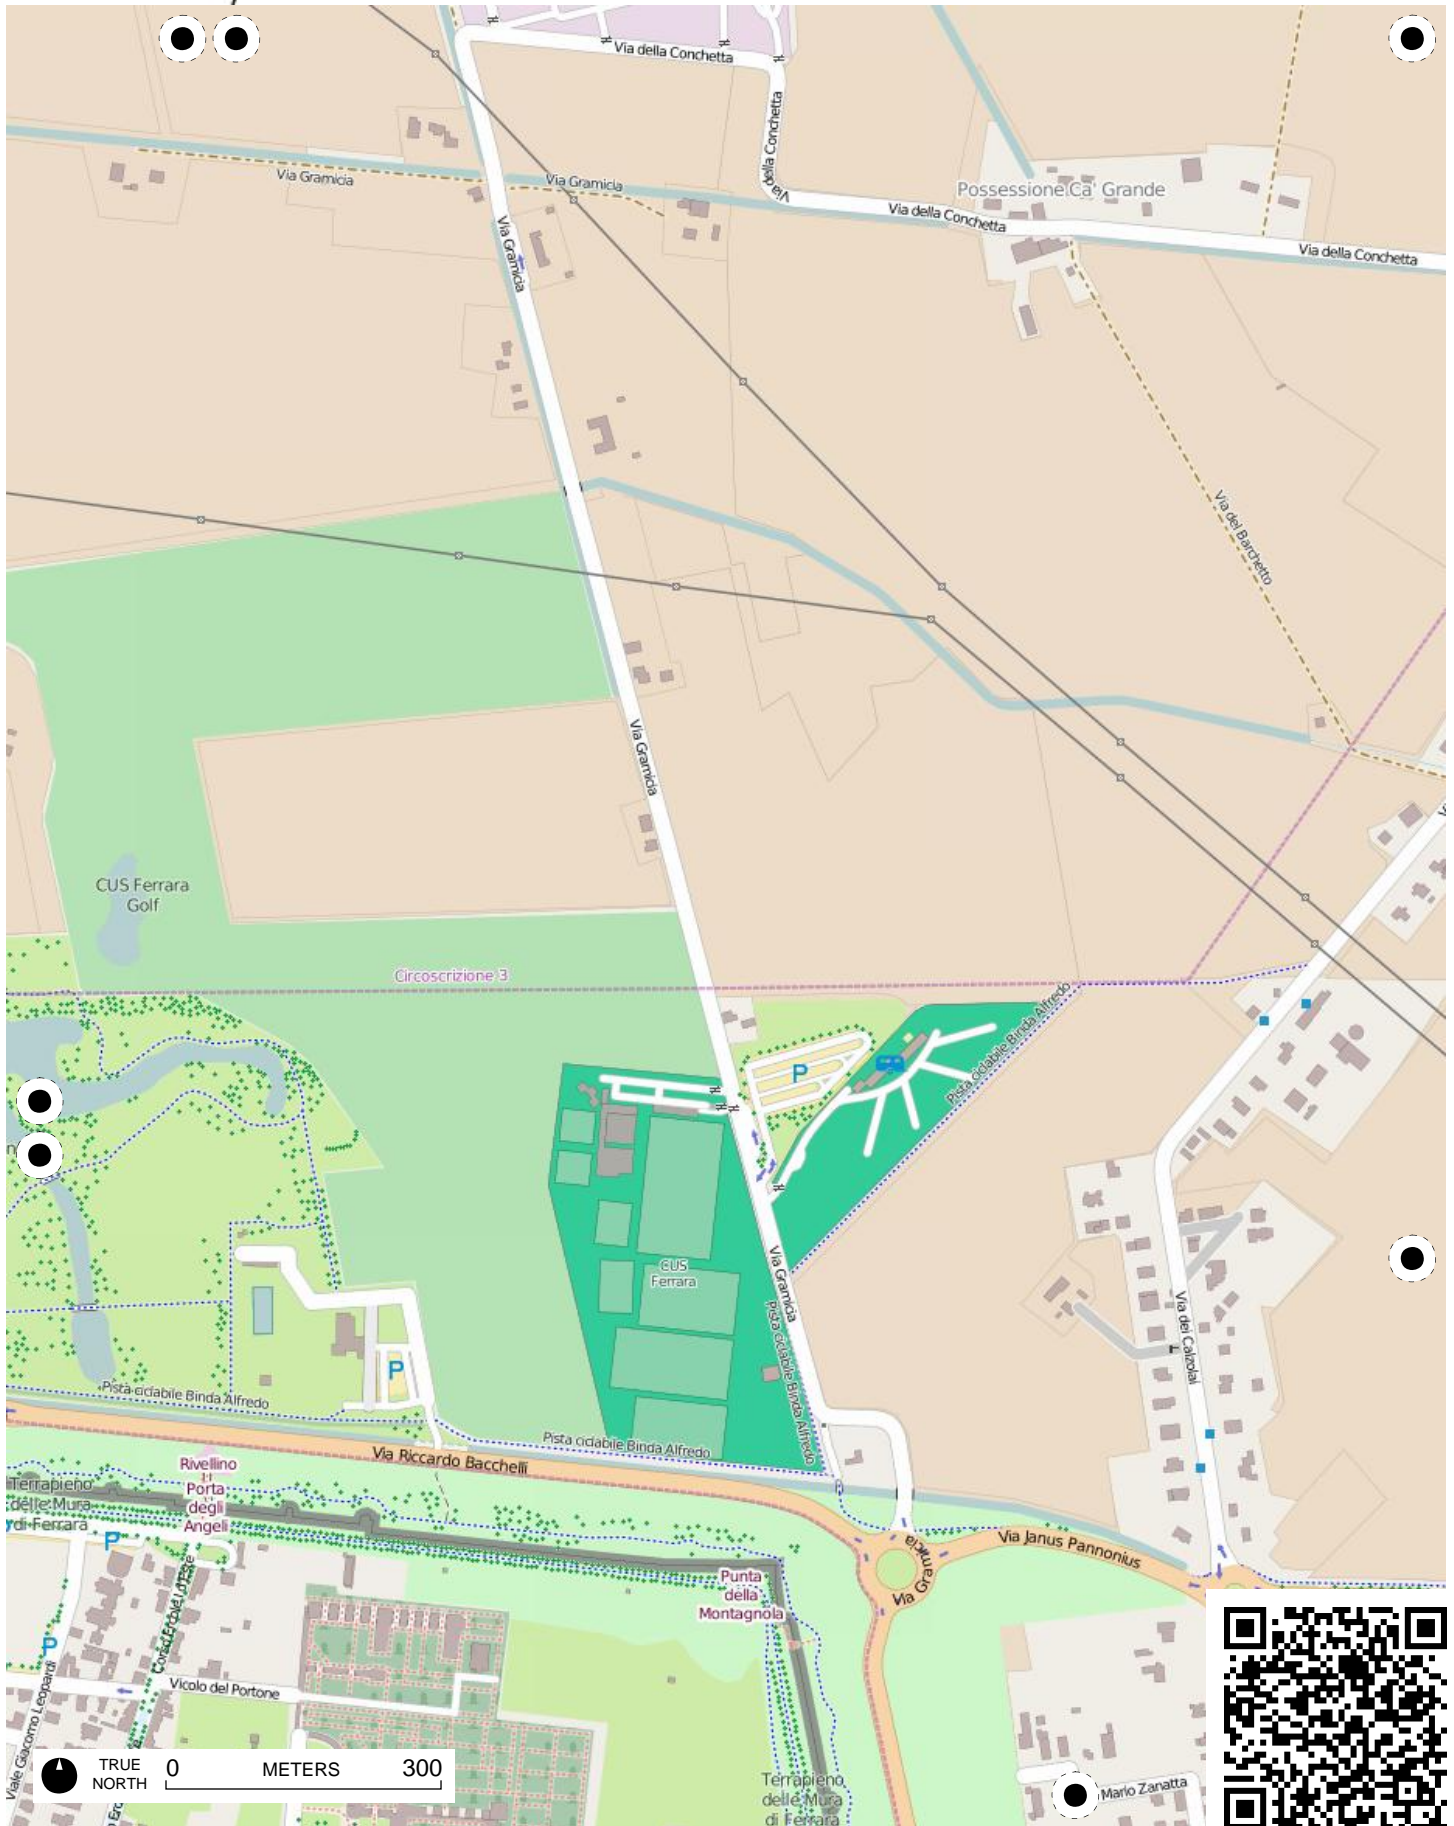 Via della Conchetta
Via della Conchetta
Via Gramicia
Via Gramicia
Via della Conchetta
Possessione Ca' Grande
Via della Conchetta
Via Gramicia
Via del Barchetto
Via Gramicia
CUS Ferrara
Golf
Circoscrizione 3
Pista ciclabile Binda Alfredo
P
CUS
Ferrara
Via Gramicia
Pista ciclabile Binda Alfredo
Via dei Calzolai
P
Pista ciclabile Binda Alfredo
Pista ciclabile Binda Alfredo
Via Riccardo Bacchelli
Rivellino
Porta
degli
Angeli
Terrapieno
delle Mura
di Ferrara
P
Via Janus Pannonius
Via Gramicia
Punta
della
Montagnola
P
Viale Giacomo Leopardi
Vicolo del Portone
Terrapieno
delle Mura
di Ferrara
Mario Zanatta
TRUE
NORTH
0 METERS 300